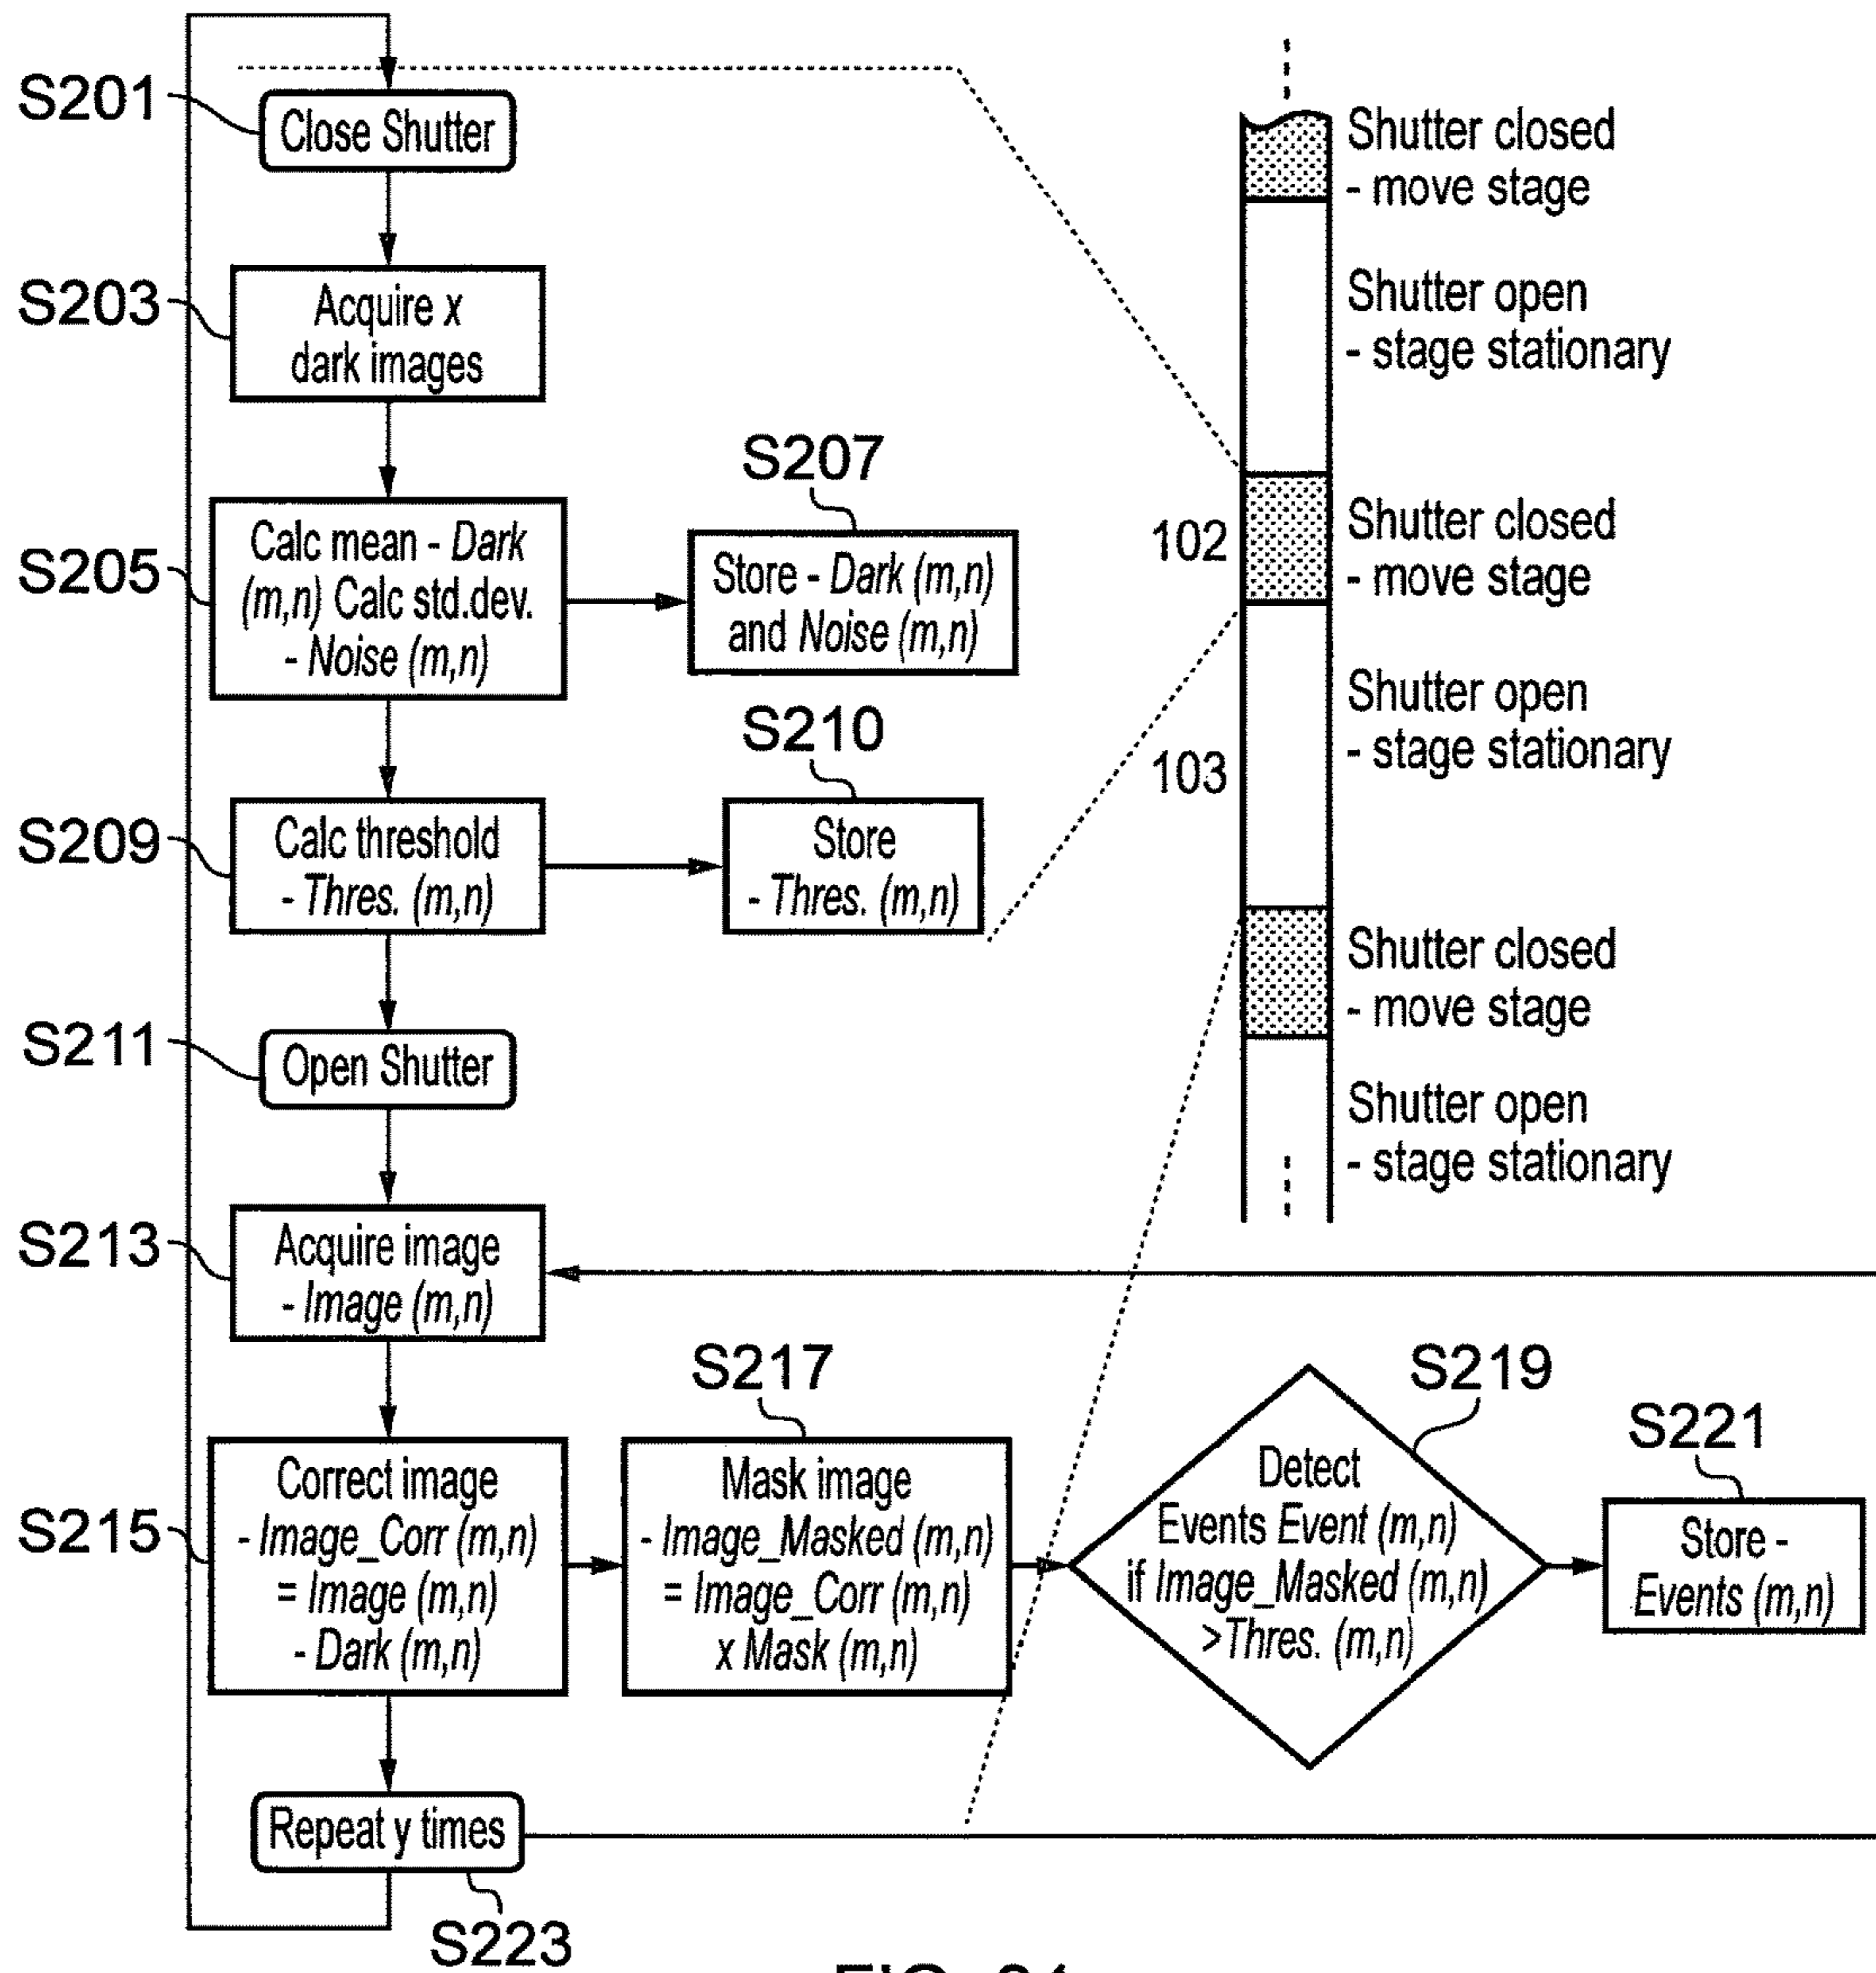 S201
Close Shutter
S203
Acquire x
dark images
S205
Calc mean - Dark
(m,n) Calc std.dev.
- Noise (m,n)
S207
Store - Dark (m,n)
and Noise (m,n)
S209
Calc threshold
- Thres. (m,n)
S210
Store
- Thres. (m,n)
S211
Open Shutter
S213
Acquire image
- Image (m,n)
S215
Correct image
- Image_Corr (m,n)
= Image (m,n)
- Dark (m,n)
S217
Mask image
- Image_Masked (m,n)
= Image_Corr (m,n)
x Mask (m,n)
S219
Detect
Events Event (m,n)
if Image_Masked (m,n)
>Thres. (m,n)
S221
Store -
Events (m,n)
Repeat y times
S223
Shutter closed
- move stage
Shutter open
- stage stationary
102
Shutter closed
- move stage
103
Shutter open
- stage stationary
Shutter closed
- move stage
Shutter open
- stage stationary